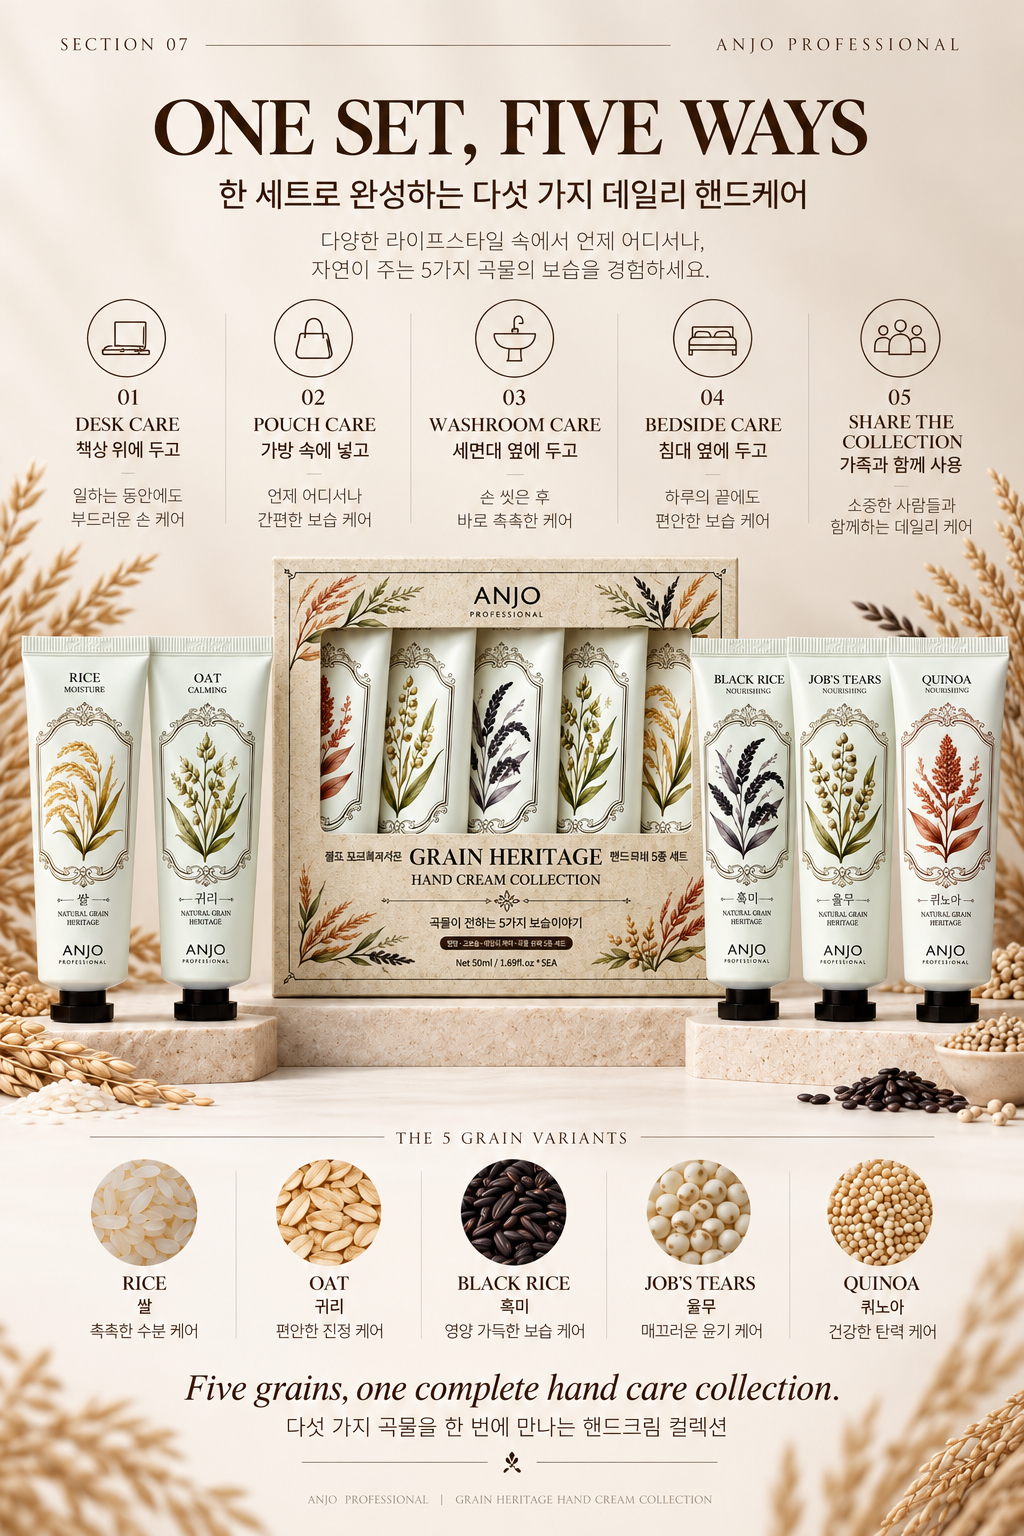 SECTION 07
ANJO PROFESSIONAL
ONE SET, FIVE WAYS
한 세트로 완성하는 다섯 가지 데일리 핸드케어
다양한 라이프스타일 속에서 언제 어디서나,
자연이 주는 5가지 곡물의 보습을 경험하세요.
01
DESK CARE
책상 위에 두고
일하는 동안에도
부드러운 손 케어
02
POUCH CARE
가방 속에 넣고
언제 어디서나
간편한 보습 케어
03
WASHROOM CARE
세면대 옆에 두고
손 씻은 후
바로 촉촉한 케어
04
BEDSIDE CARE
침대 옆에 두고
하루의 끝에도
편안한 보습 케어
05
SHARE THE
COLLECTION
가족과 함께 사용
소중한 사람들과
함께하는 데일리 케어
RICE
MOISTURE
쌀
NATURAL GRAIN
HERITAGE
ANJO
PROFESSIONAL
OAT
CALMING
귀리
NATURAL GRAIN
HERITAGE
ANJO
PROFESSIONAL
ANJO
PROFESSIONAL
GRAIN HERITAGE
5종 세트
HAND CREAM COLLECTION
곡물이 전하는 5가지 보습이야기
Net 50ml / 1.69fl.oz * 5EA
BLACK RICE
NOURISHING
흑미
NATURAL GRAIN
HERITAGE
ANJO
PROFESSIONAL
JOB'S TEARS
NOURISHING
율무
NATURAL GRAIN
HERITAGE
ANJO
PROFESSIONAL
QUINOA
NOURISHING
퀴노아
NATURAL GRAIN
HERITAGE
ANJO
PROFESSIONAL
THE 5 GRAIN VARIANTS
RICE
쌀
촉촉한 수분 케어
OAT
귀리
편안한 진정 케어
BLACK RICE
흑미
영양 가득한 보습 케어
JOB'S TEARS
율무
매끄러운 윤기 케어
QUINOA
퀴노아
건강한 탄력 케어
Five grains, one complete hand care collection.
다섯 가지 곡물을 한 번에 만나는 핸드크림 컬렉션
ANJO PROFESSIONAL | GRAIN HERITAGE HAND CREAM COLLECTION